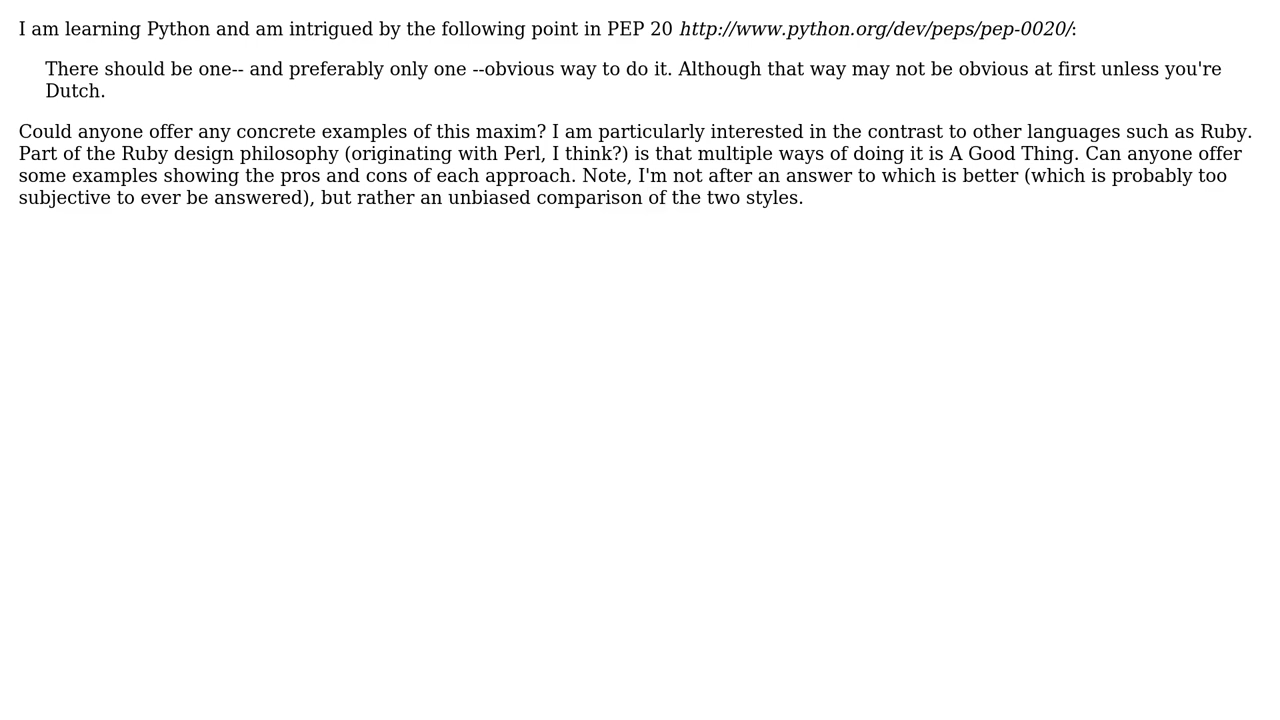 I am learning Python and am intrigued by the following point in PEP 20 http://www.python.org/dev/peps/pep-0020/:
There should be one-- and preferably only one --obvious way to do it. Although that way may not be obvious at first unless you're
Dutch.
Could anyone offer any concrete examples of this maxim? I am particularly interested in the contrast to other languages such as Ruby.
Part of the Ruby design philosophy (originating with Perl, I think?) is that multiple ways of doing it is A Good Thing. Can anyone offer
some examples showing the pros and cons of each approach. Note, I'm not after an answer to which is better (which is probably too
subjective to ever be answered), but rather an unbiased comparison of the two styles.